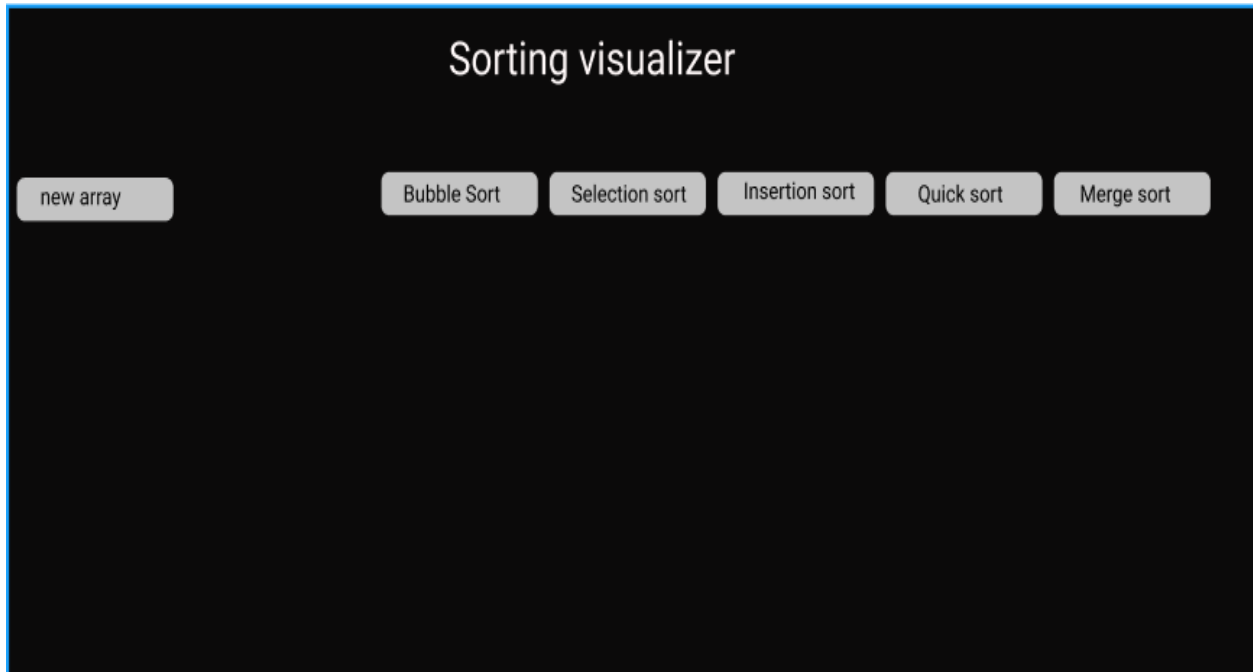 Sorting visualizer
new array
Bubble Sort
Selection sort
Insertion sort
Quick sort
Merge sort